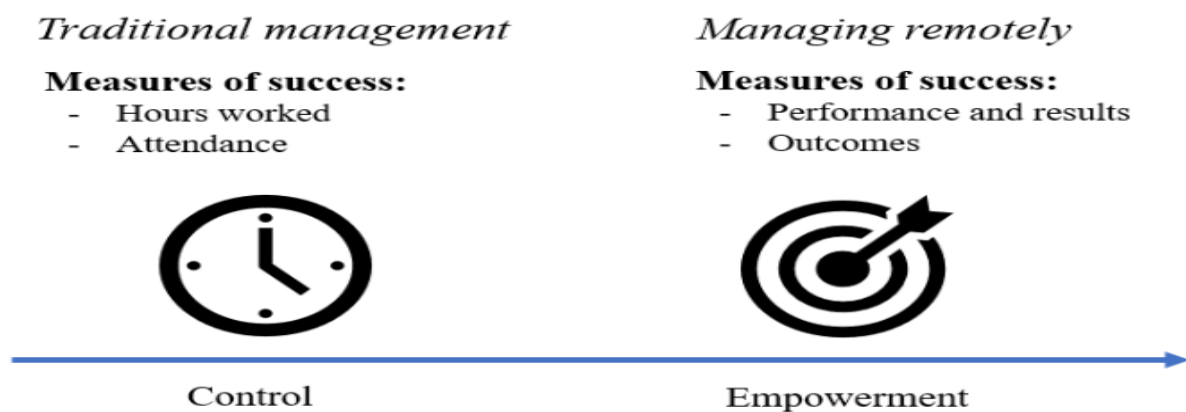 Traditional management
Measures of success:
- Hours worked
- Attendance
Control
Managing remotely
Measures of success:
- Performance and results
- Outcomes
Empowerment